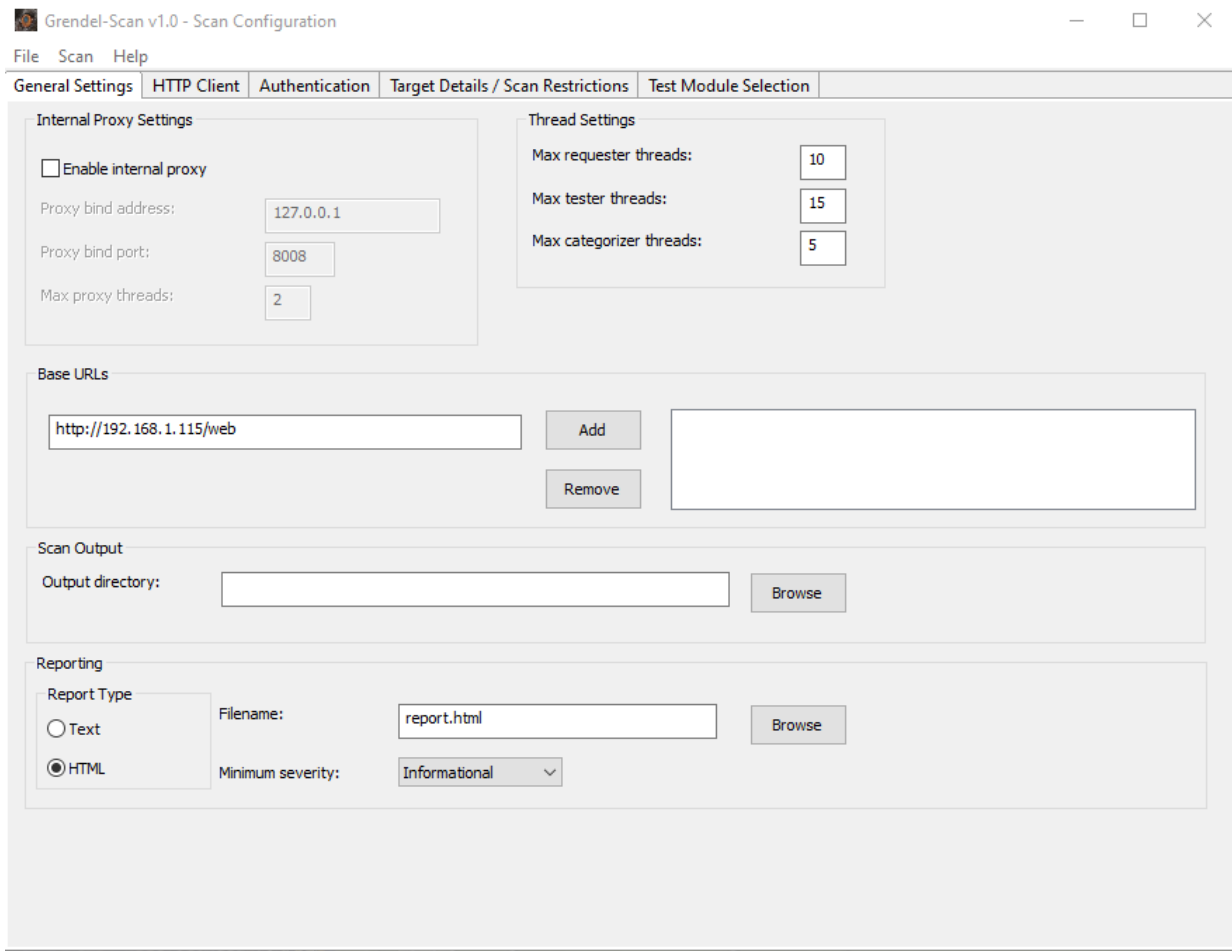 Grendel-Scan v1.0 - Scan Configuration
File Scan Help
General Settings HTTP Client Authentication Target Details / Scan Restrictions Test Module Selection
Internal Proxy Settings
Enable internal proxy
Proxy bind address: 127.0.0.1
Proxy bind port: 8008
Max proxy threads: 2
Thread Settings
Max requester threads: 10
Max tester threads: 15
Max categorizer threads: 5
Base URLs
http://192.168.1.115/web Add
Remove
Scan Output
Output directory: Browse
Reporting
Report Type
Text
HTML
Filename: report.html Browse
Minimum severity: Informational